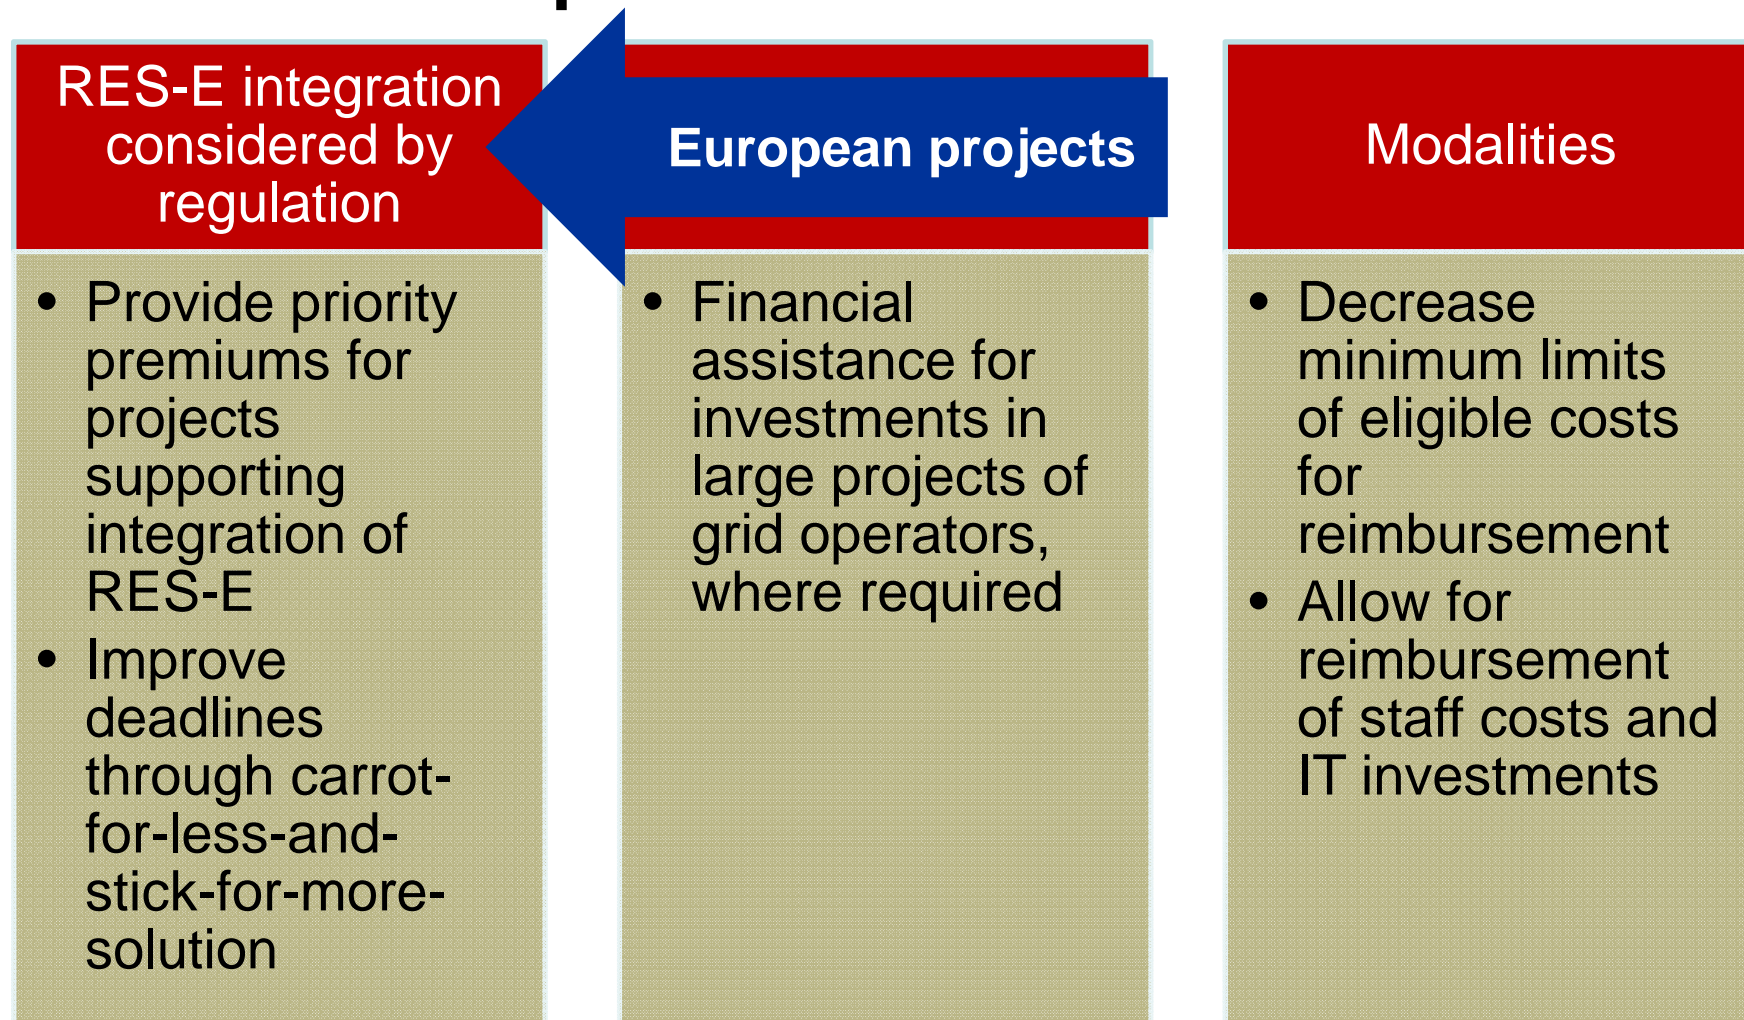 RES-E integration
considered by
regulation
• Provide priority
premiums for
projects
supporting
integration of
RES-E
• Improve
deadlines
through carrot-
for-less-and-
stick-for-more-
solution
European projects
• Financial
assistance for
investments in
large projects of
grid operators,
where required
Modalities
• Decrease
minimum limits
of eligible costs
for
reimbursement
• Allow for
reimbursement
of staff costs and
IT investments